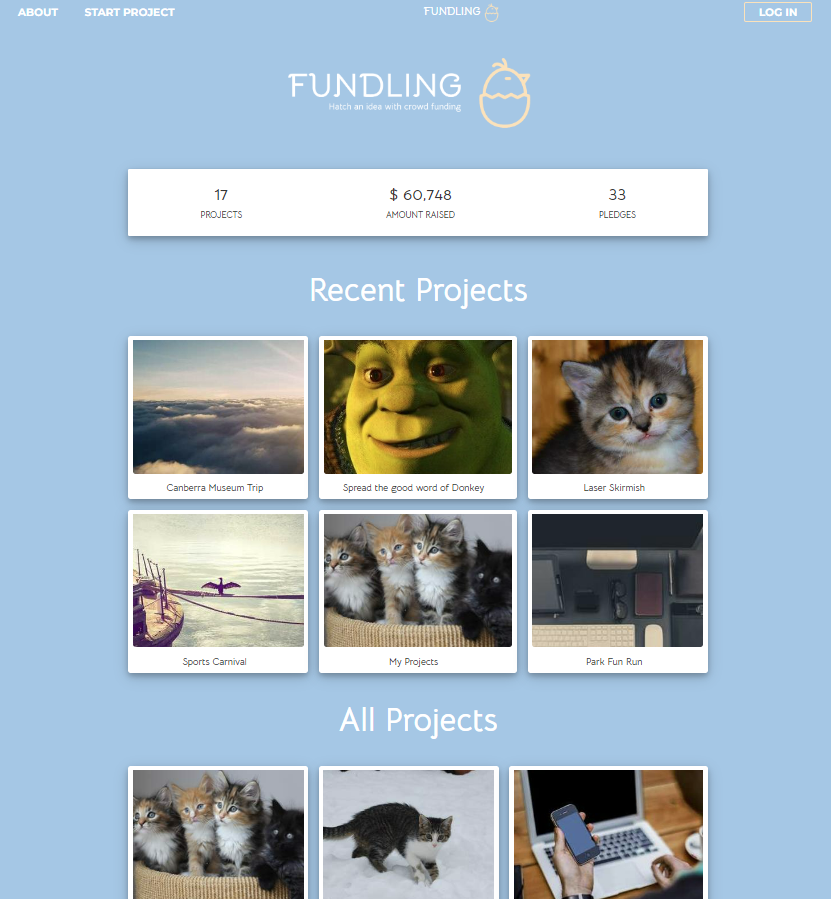 ABOUT
START PROJECT
FUNDLING
LOG IN
FUNDLING
Hatch an idea with crowd funding
17
$ 60,748
33
PROJECTS
AMOUNT RAISED
PLEDGES
Recent Projects
Canberra Museum Trip
Spread the good word of Donkey
Laser Skirmish
Sports Carnival
My Projects
Park Fun Run
All Projects